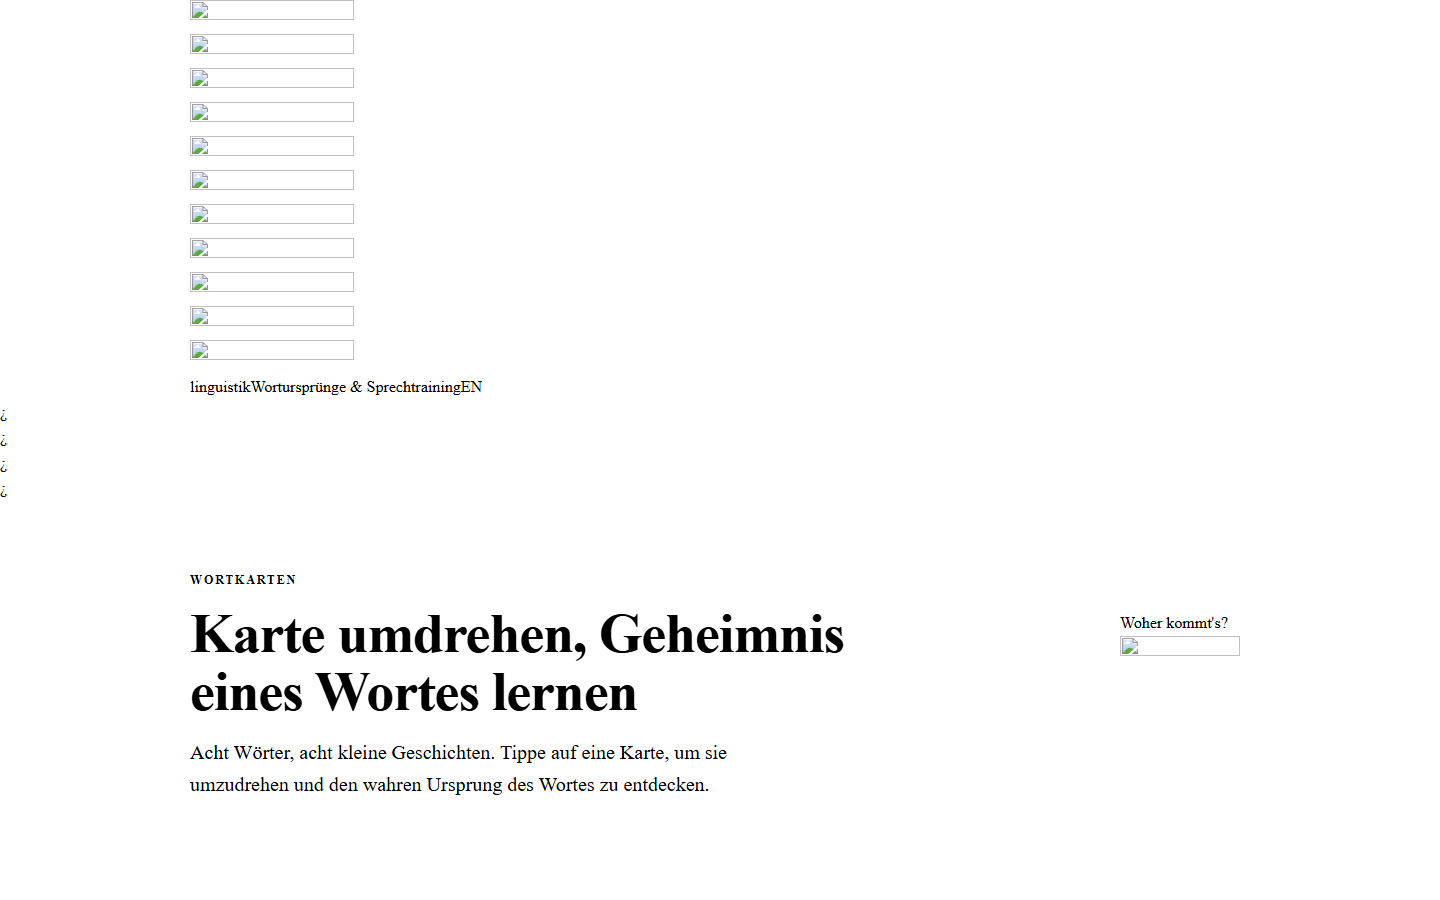 linguistikWortursprünge & SprechtrainingEN
¿
¿
¿
¿
WORTKARTEN
Karte umdrehen, Geheimnis
eines Wortes lernen
Acht Wörter, acht kleine Geschichten. Tippe auf eine Karte, um sie
umzudrehen und den wahren Ursprung des Wortes zu entdecken.
Woher kommt's?